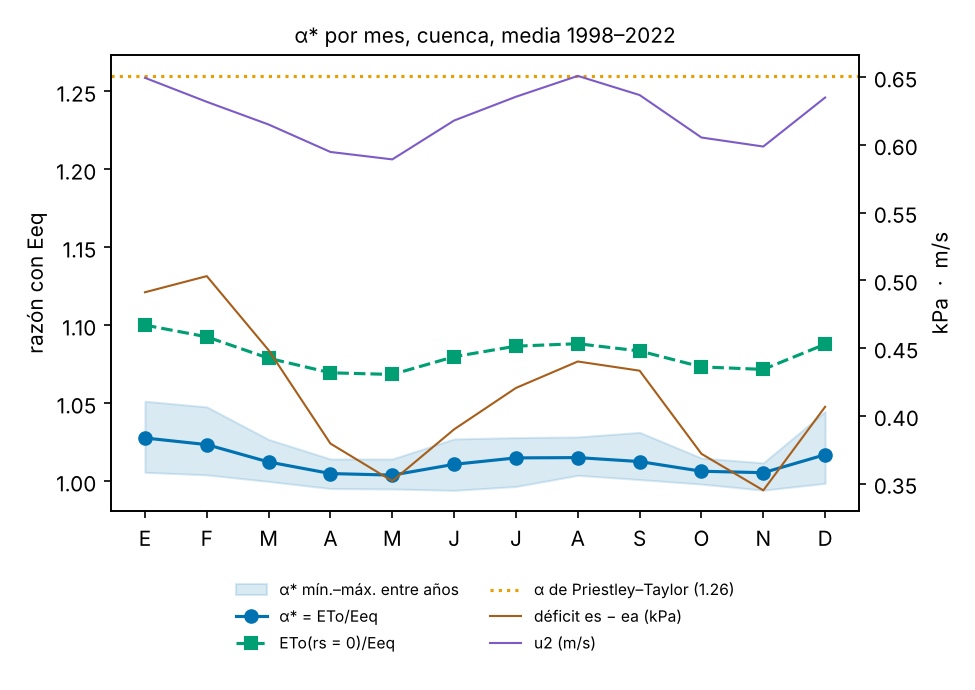 α* por mes, cuenca, media 1998–2022
razón con Eeq
1.25
1.20
1.15
1.10
1.05
1.00
0.65
0.60
0.55
0.50
0.45
0.40
0.35
kPa · m/s
E F M A M J J A S O N D
α* mín.–máx. entre años
α* = ETo/Eeq
ETo(rs = 0)/Eeq
α de Priestley–Taylor (1.26)
déficit es − ea (kPa)
u2 (m/s)